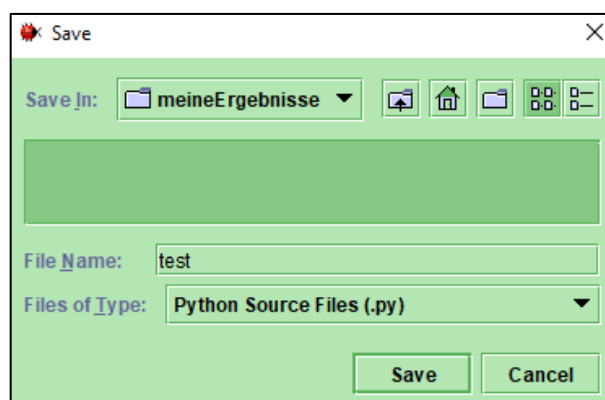 Save
Save In: meineErgebnisse
File Name: test
Files of Type: Python Source Files (.py)
Save Cancel